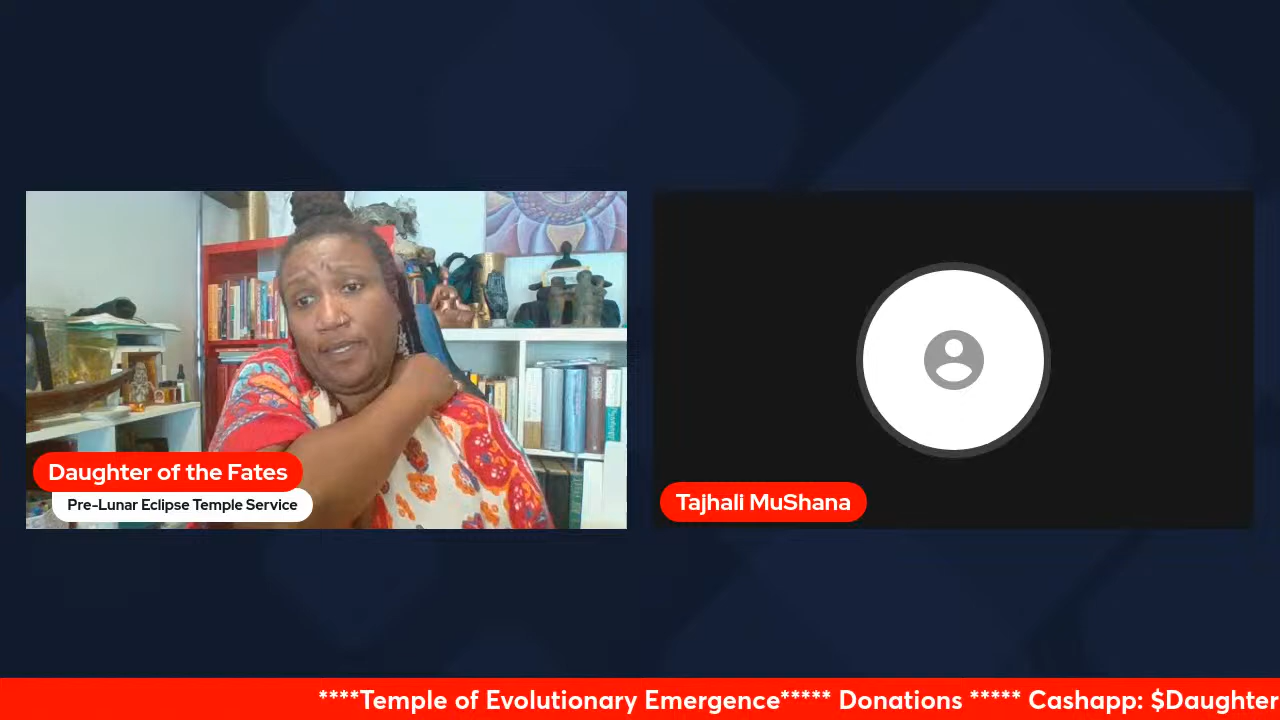 Daughter of the Fates
Pre-Lunar Eclipse Temple Service
Tajhali MuShana
****Temple of Evolutionary Emergence***** Donations ***** Cashapp: $Daughter